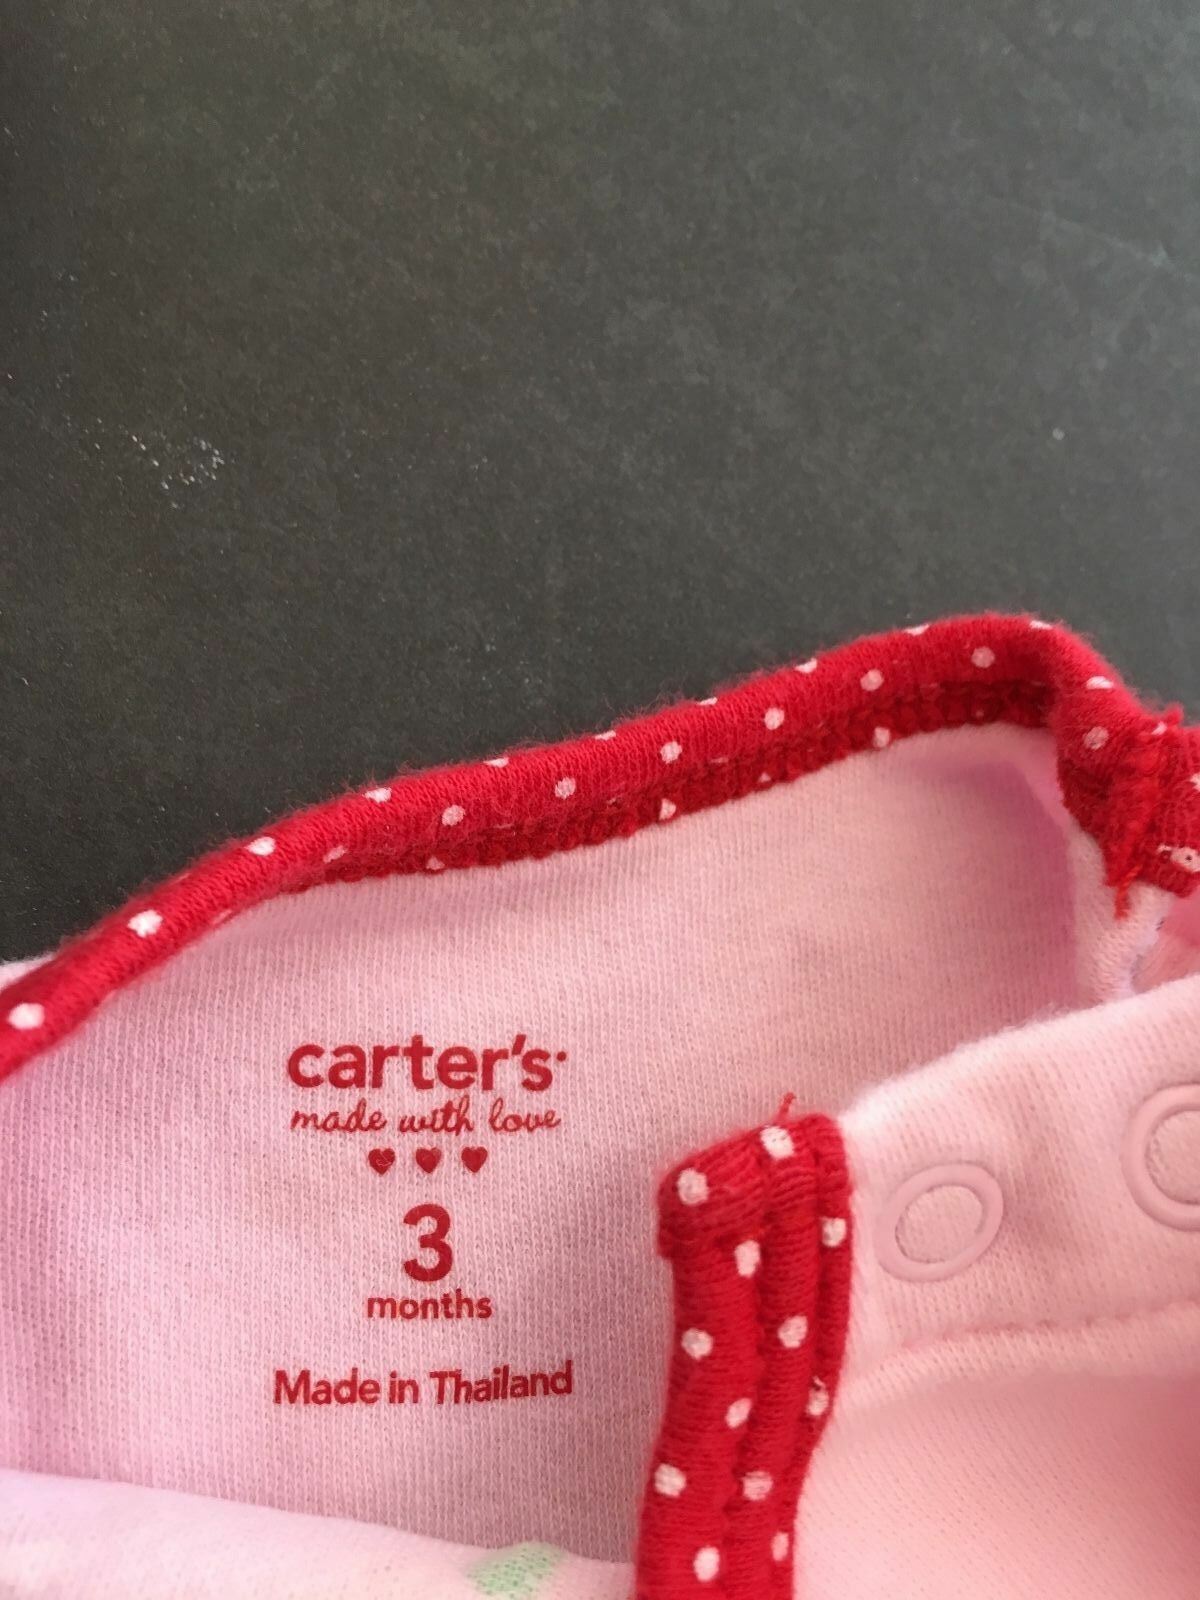 carter's
made with love
3
months
Made in Thailand